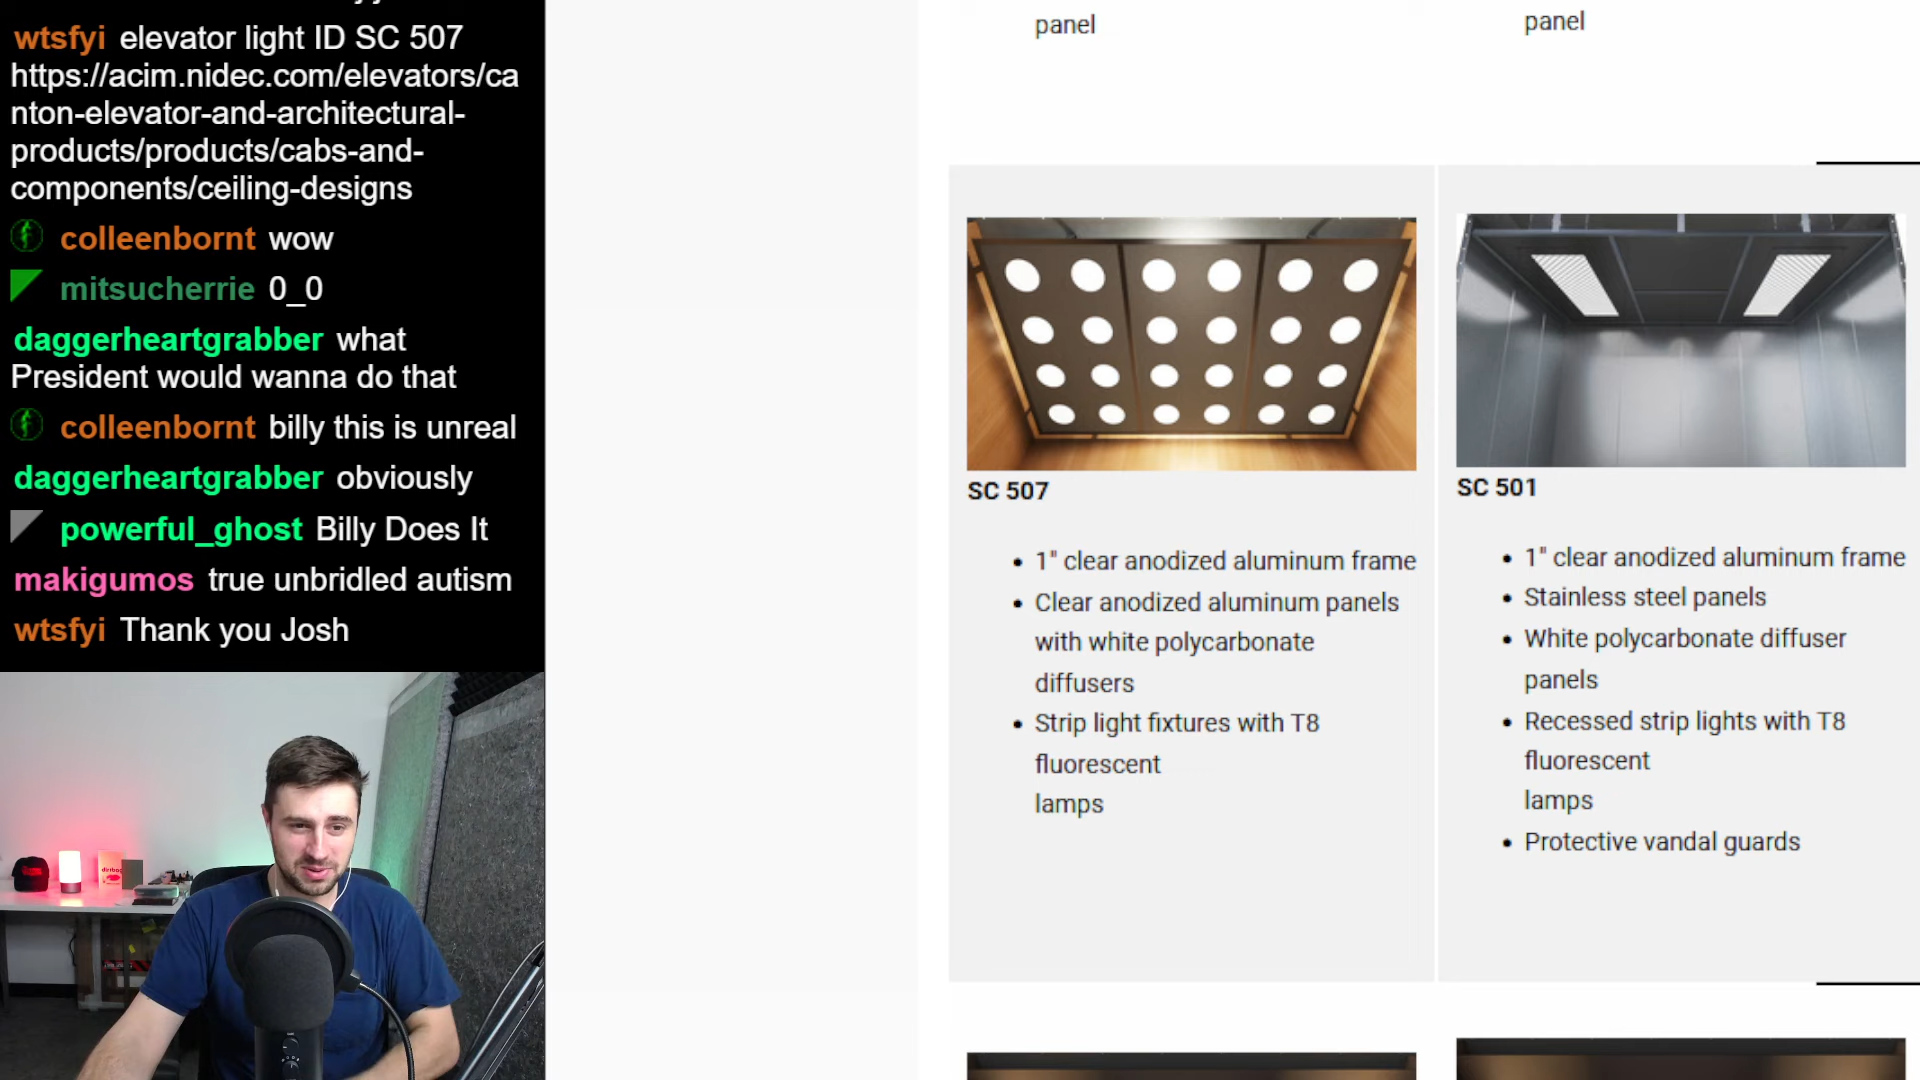 wtsfyi elevator light ID SC 507
https://acim.nidec.com/elevators/ca
nton-elevator-and-architectural-
products/products/cabs-and-
components/ceiling-designs
colleenbornt wow
mitsucherrie 0_0
daggerheartgrabber what
President would wanna do that
colleenbornt billy this is unreal
daggerheartgrabber obviously
powerful_ghost Billy Does It
makigumos true unbridled autism
wtsfyi Thank you Josh
panel
panel
SC 507
• 1" clear anodized aluminum frame
• Clear anodized aluminum panels
with white polycarbonate
diffusers
• Strip light fixtures with T8
fluorescent
lamps
SC 501
• 1" clear anodized aluminum frame
• Stainless steel panels
• White polycarbonate diffuser
panels
• Recessed strip lights with T8
fluorescent
lamps
• Protective vandal guards